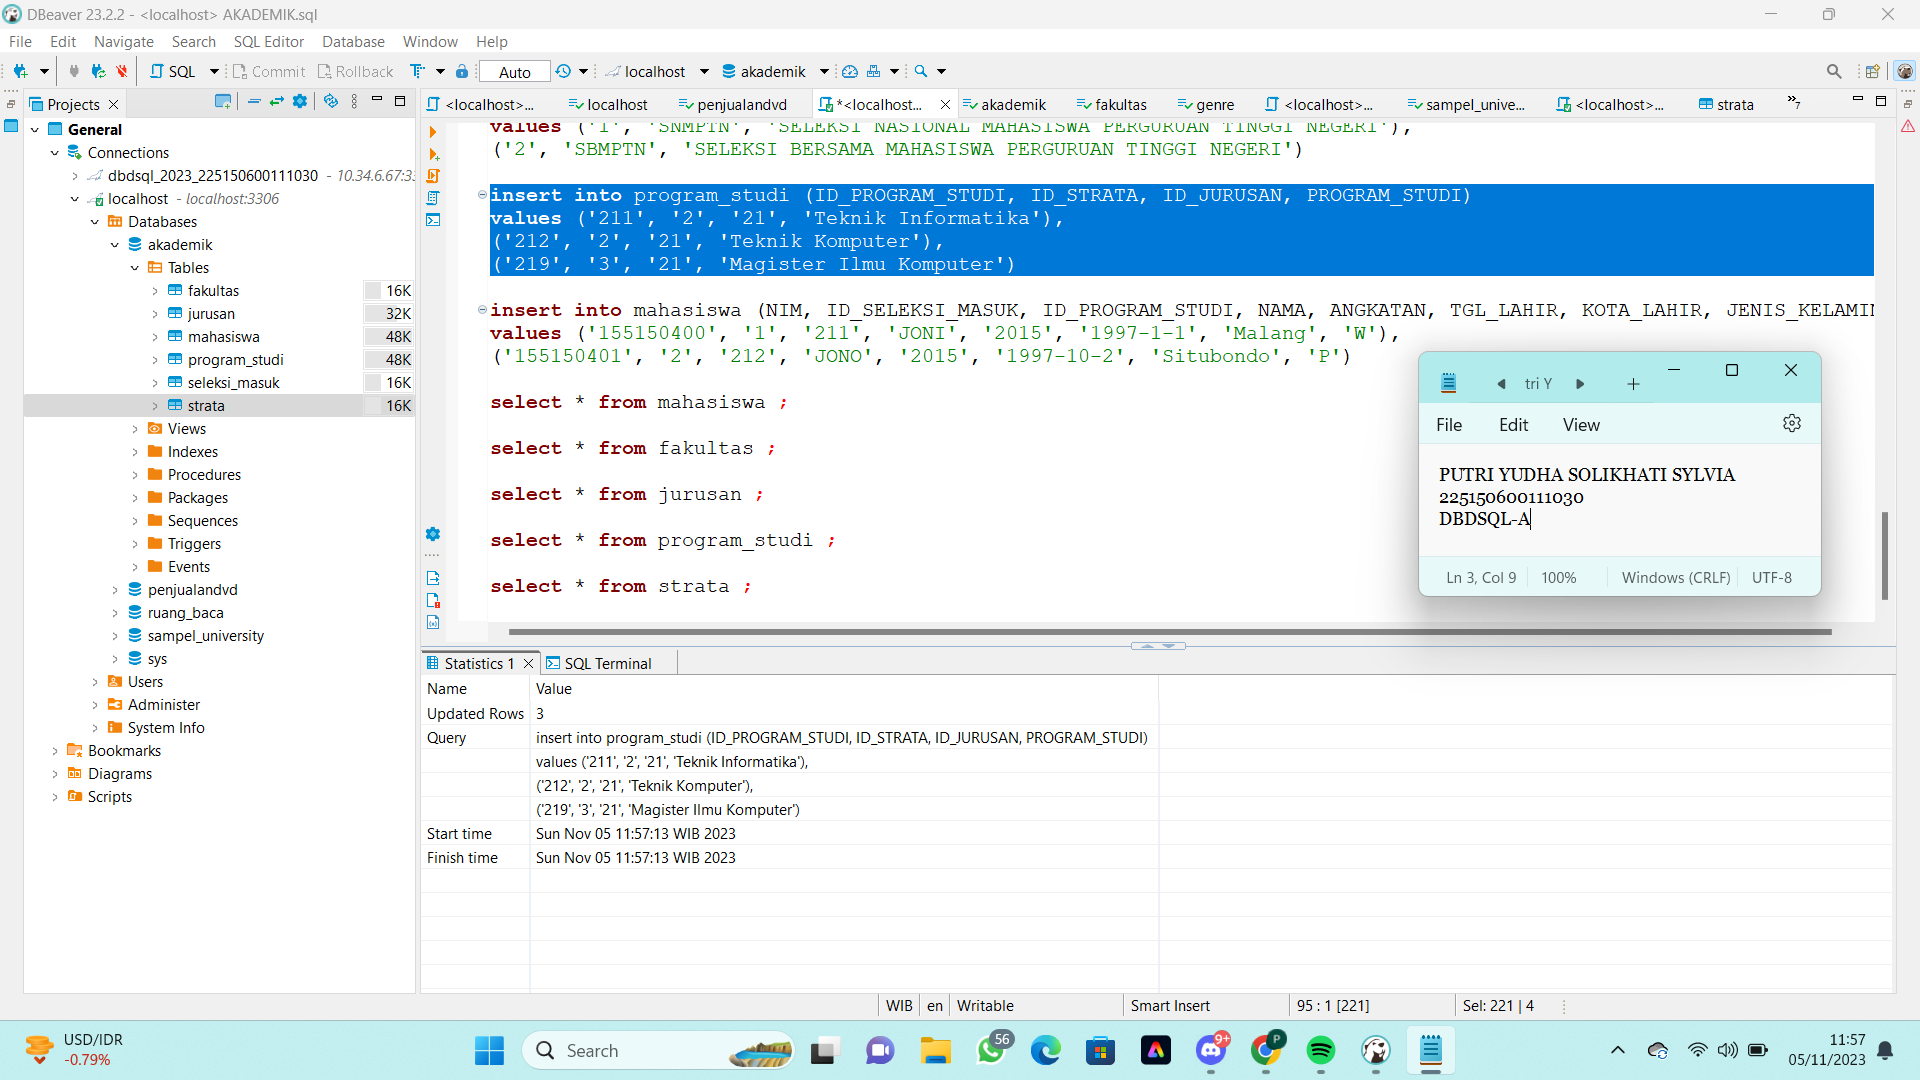 DBeaver 23.2.2 - <localhost> AKADEMIK.sql
File Edit Navigate Search SQL Editor Database Window Help
SQL Commit Rollback Auto localhost akademik
Projects
<localhost>... localhost penjualandvd *<localhost... akademik fakultas genre <localhost>... sampel_unive... <localhost>... strata »7
General
Connections
dbdsql_2023_225150600111030 - 10.34.6.67:33
localhost - localhost:3306
Databases
akademik
Tables
fakultas 16K
jurusan 32K
mahasiswa 48K
program_studi 48K
seleksi_masuk 16K
strata 16K
Views
Indexes
Procedures
Packages
Sequences
Triggers
Events
penjualandvd
ruang_baca
sampel_university
sys
Users
Administer
System Info
Bookmarks
Diagrams
Scripts
values ('1', 'SNMPTN', 'SELEKSI NASIONAL MAHASISWA PERGURUAN TINGGI NEGERI'),
('2', 'SBMPTN', 'SELEKSI BERSAMA MAHASISWA PERGURUAN TINGGI NEGERI')
insert into program_studi (ID_PROGRAM_STUDI, ID_STRATA, ID_JURUSAN, PROGRAM_STUDI)
values ('211', '2', '21', 'Teknik Informatika'),
('212', '2', '21', 'Teknik Komputer'),
('219', '3', '21', 'Magister Ilmu Komputer')
insert into mahasiswa (NIM, ID_SELEKSI_MASUK, ID_PROGRAM_STUDI, NAMA, ANGKATAN, TGL_LAHIR, KOTA_LAHIR, JENIS_KELAMIN
values ('155150400', '1', '211', 'JONI', '2015', '1997-1-1', 'Malang', 'W'),
('155150401', '2', '212', 'JONO', '2015', '1997-10-2', 'Situbondo', 'P')
select * from mahasiswa ;
select * from fakultas ;
select * from jurusan ;
select * from program_studi ;
select * from strata ;
tri Y
File Edit View
PUTRI YUDHA SOLIKHATI SYLVIA
225150600111030
DBDSQL-A
Ln 3, Col 9 100% Windows (CRLF) UTF-8
Statistics 1 SQL Terminal
Name Value
Updated Rows 3
Query insert into program_studi (ID_PROGRAM_STUDI, ID_STRATA, ID_JURUSAN, PROGRAM_STUDI)
values ('211', '2', '21', 'Teknik Informatika'),
('212', '2', '21', 'Teknik Komputer'),
('219', '3', '21', 'Magister Ilmu Komputer')
Start time Sun Nov 05 11:57:13 WIB 2023
Finish time Sun Nov 05 11:57:13 WIB 2023
WIB en Writable Smart Insert 95 : 1 [221] Sel: 221 | 4
USD/IDR
-0.79%
Search
56
9+
P
11:57
05/11/2023